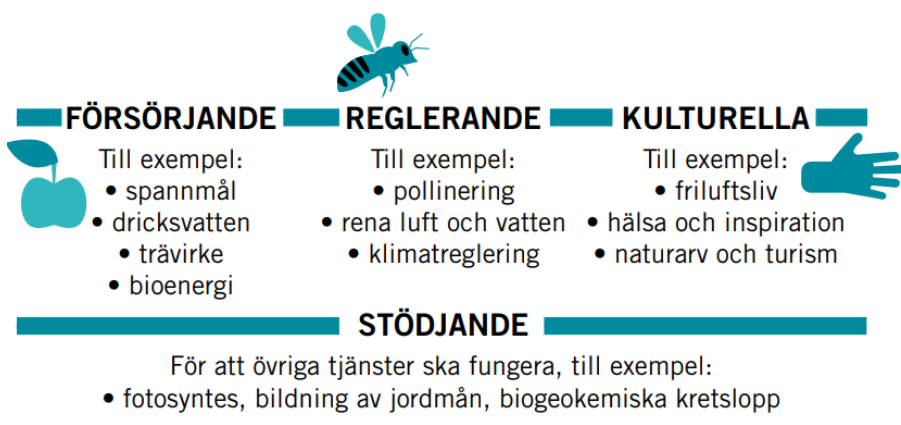 FÖRSÖRJANDE
Till exempel:
• spannmål
• dricksvatten
• trävirke
• bioenergi
REGLERANDE
Till exempel:
• pollinering
• rena luft och vatten
• klimatreglering
KULTURELLA
Till exempel:
• friluftsliv
• hälsa och inspiration
• naturarv och turism
STÖDJANDE
För att övriga tjänster ska fungera, till exempel:
• fotosyntes, bildning av jordmån, biogeokemiska kretslopp